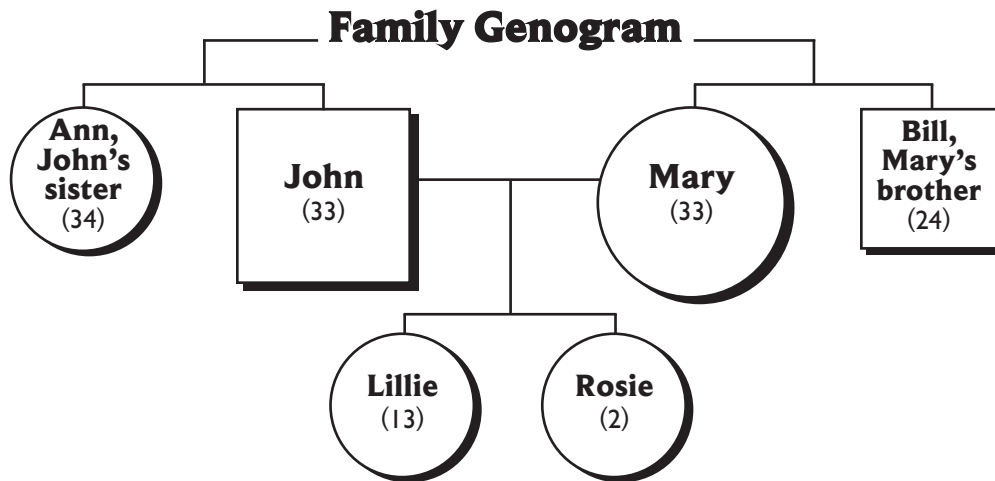 Family Genogram
Ann,
John's
sister
(34)
John
(33)
Mary
(33)
Bill,
Mary's
brother
(24)
Lillie
(13)
Rosie
(2)